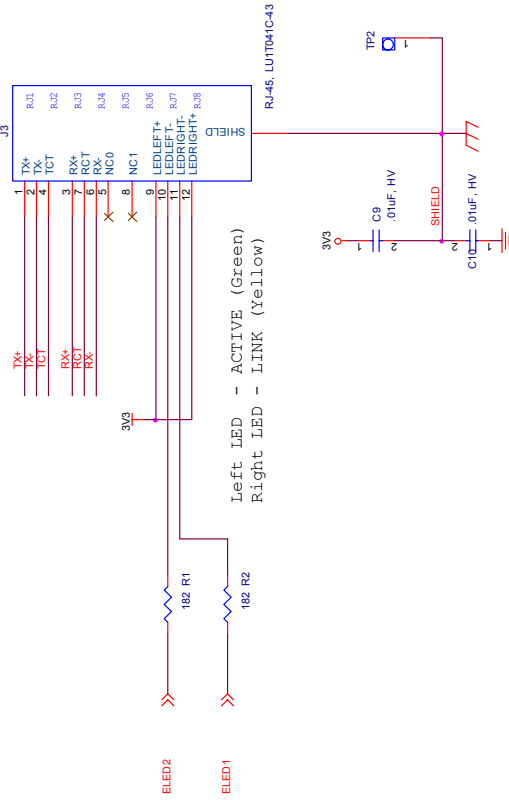 J3
RJ1
RJ2
RJ3
RJ4
RJ5
RJ6
RJ7
RJ8
TX+
TX-
TCT
RX+
RCT
RX-
NC0
NC1
LEDLEFT+
LEDLEFT-
LEDRIGHT-
LEDRIGHT+
SHIELD
RJ-45, LU1T041C-43
1
2
4
3
7
6
5
8
9
10
11
12
TX+
TX-
TCT
RX+
RCT
RX-
3V3
Left LED - ACTIVE (Green)
Right LED - LINK (Yellow)
182 R1
182 R2
ELED2
ELED1
TP2
1
3V3
1
2
C9
.01uF, HV
SHIELD
2
1
C10
.01uF, HV